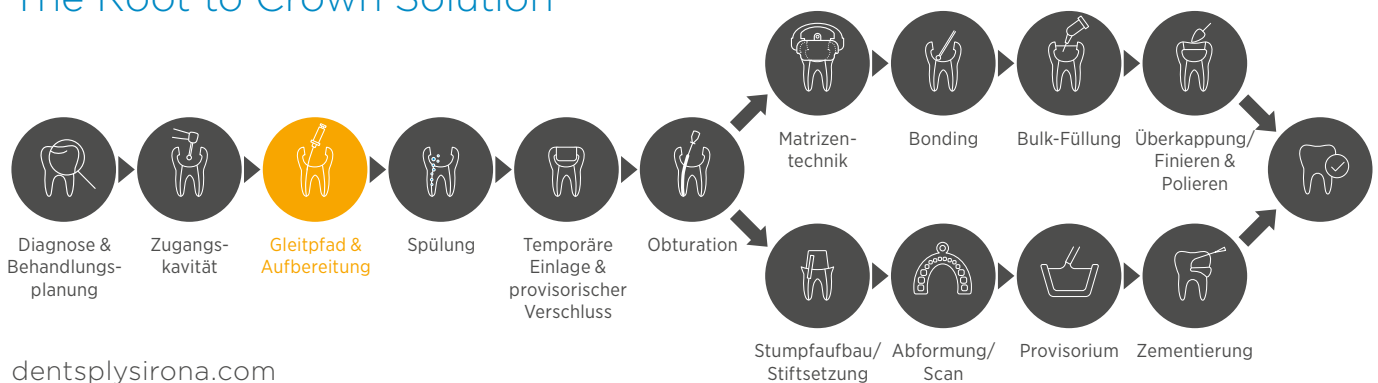 The Root to Crown Solution
Diagnose &
Behandlungs-
planung
Zugangs-
kavität
Gleitpfad &
Aufbereitung
Spülung
Temporäre
Einlage &
provisorischer
Verschluss
Obturation
Matrizen-
technik
Bonding
Bulk-Füllung
Überkappung/
Finieren &
Polieren
Stumpfaufbau/
Stiftsetzung
Abformung/
Scan
Provisorium
Zementierung
dentsplysirona.com